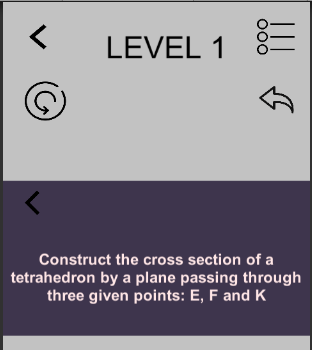 LEVEL 1
Construct the cross section of a
tetrahedron by a plane passing through
three given points: E, F and K